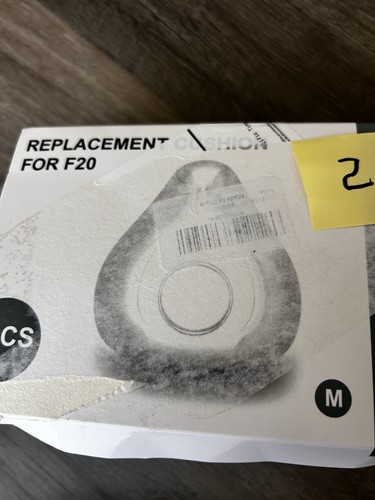 REPLACEMENT CUSHION
FOR F20
2
CS
M